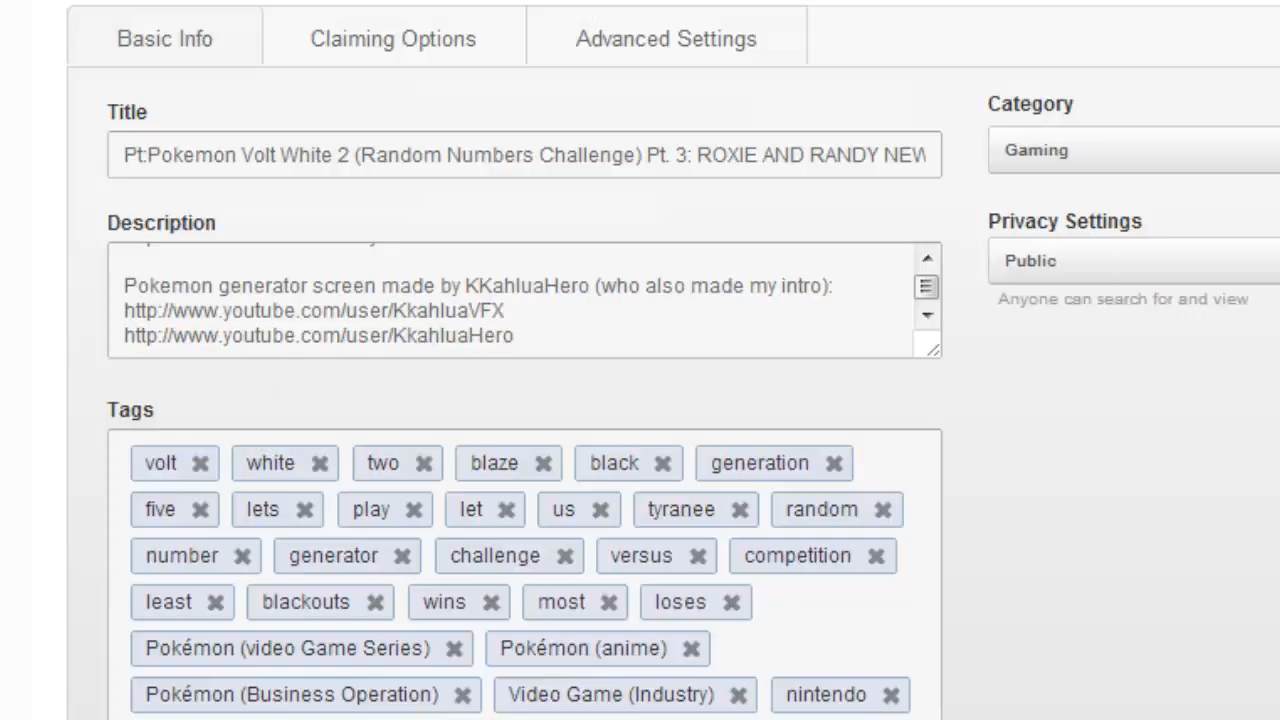 Basic Info
Claiming Options
Advanced Settings
Title
Pt:Pokemon Volt White 2 (Random Numbers Challenge) Pt. 3: ROXIE AND RANDY NEW
Category
Gaming
Description
Pokemon generator screen made by KKahluaHero (who also made my intro):
http://www.youtube.com/user/KkahluaVFX
http://www.youtube.com/user/KkahluaHero
Privacy Settings
Public
Anyone can search for and view
Tags
volt white two blaze black generation
five lets play let us tyranee random
number generator challenge versus competition
least blackouts wins most loses
Pokémon (video Game Series) Pokémon (anime)
Pokémon (Business Operation) Video Game (Industry) nintendo